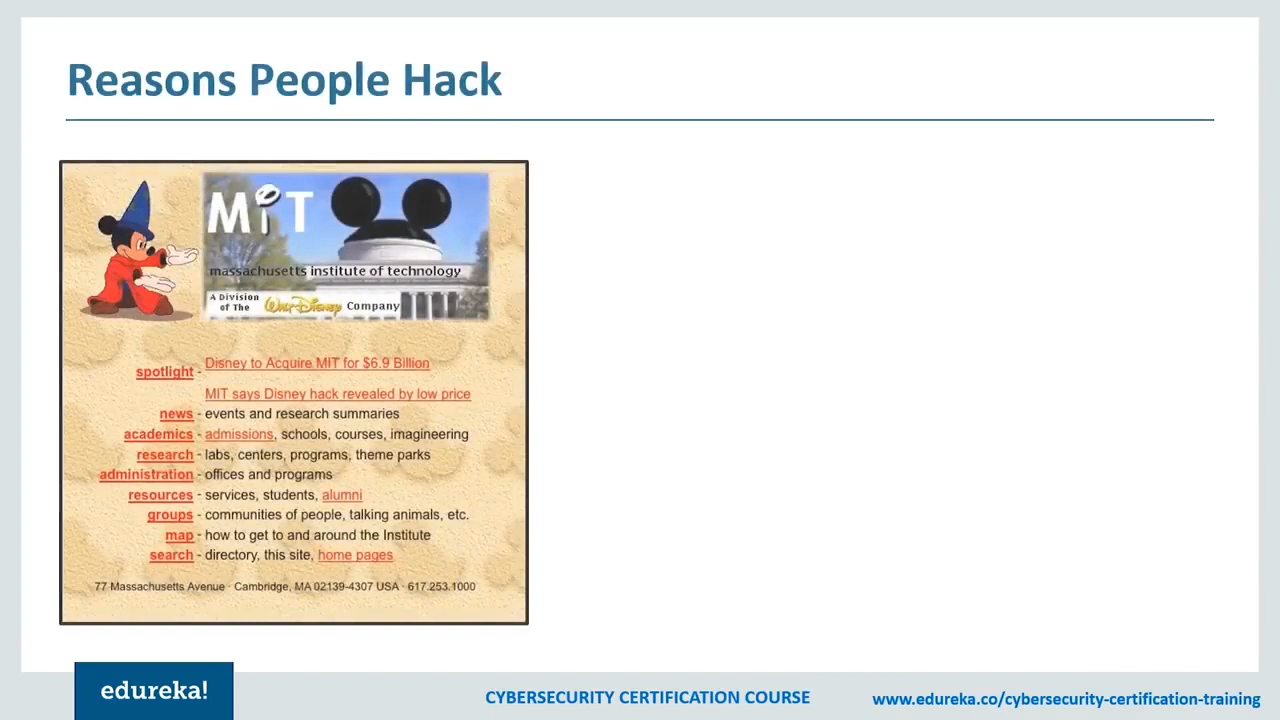 Reasons People Hack
MiT
massachusetts institute of technology
A Division
of The Walt Disney Company
spotlight - Disney to Acquire MIT for $6.9 Billion
MIT says Disney hack revealed by low price
news - events and research summaries
academics - admissions, schools, courses, imagineering
research - labs, centers, programs, theme parks
administration - offices and programs
resources - services, students, alumni
groups - communities of people, talking animals, etc.
map - how to get to and around the Institute
search - directory, this site, home pages
77 Massachusetts Avenue · Cambridge, MA 02139-4307 USA · 617.253.1000
edureka!
CYBERSECURITY CERTIFICATION COURSE
www.edureka.co/cybersecurity-certification-training